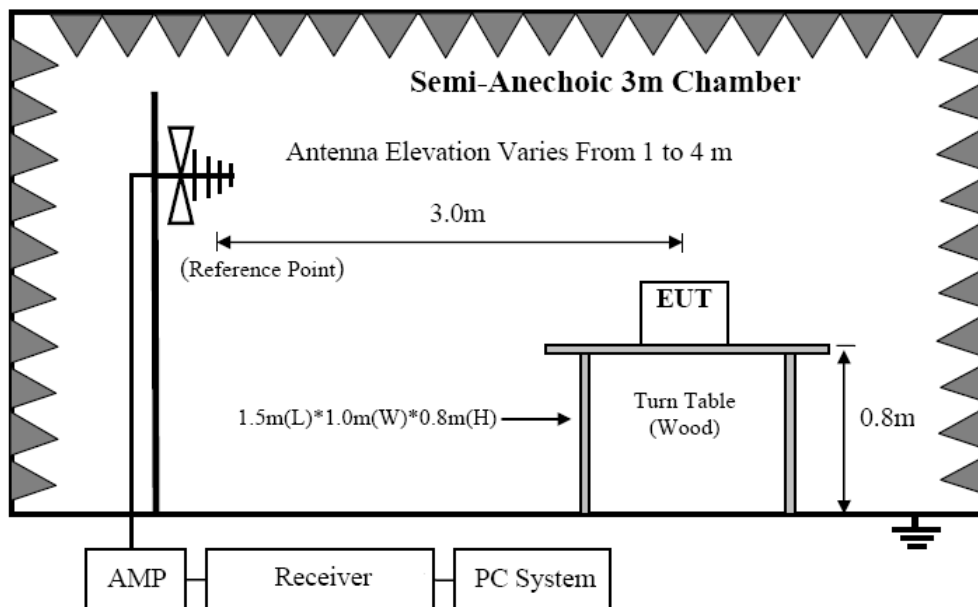 Semi-Anechoic 3m Chamber
Antenna Elevation Varies From 1 to 4 m
3.0m
(Reference Point)
EUT
1.5m(L)*1.0m(W)*0.8m(H)
Turn Table
(Wood)
0.8m
AMP
Receiver
PC System